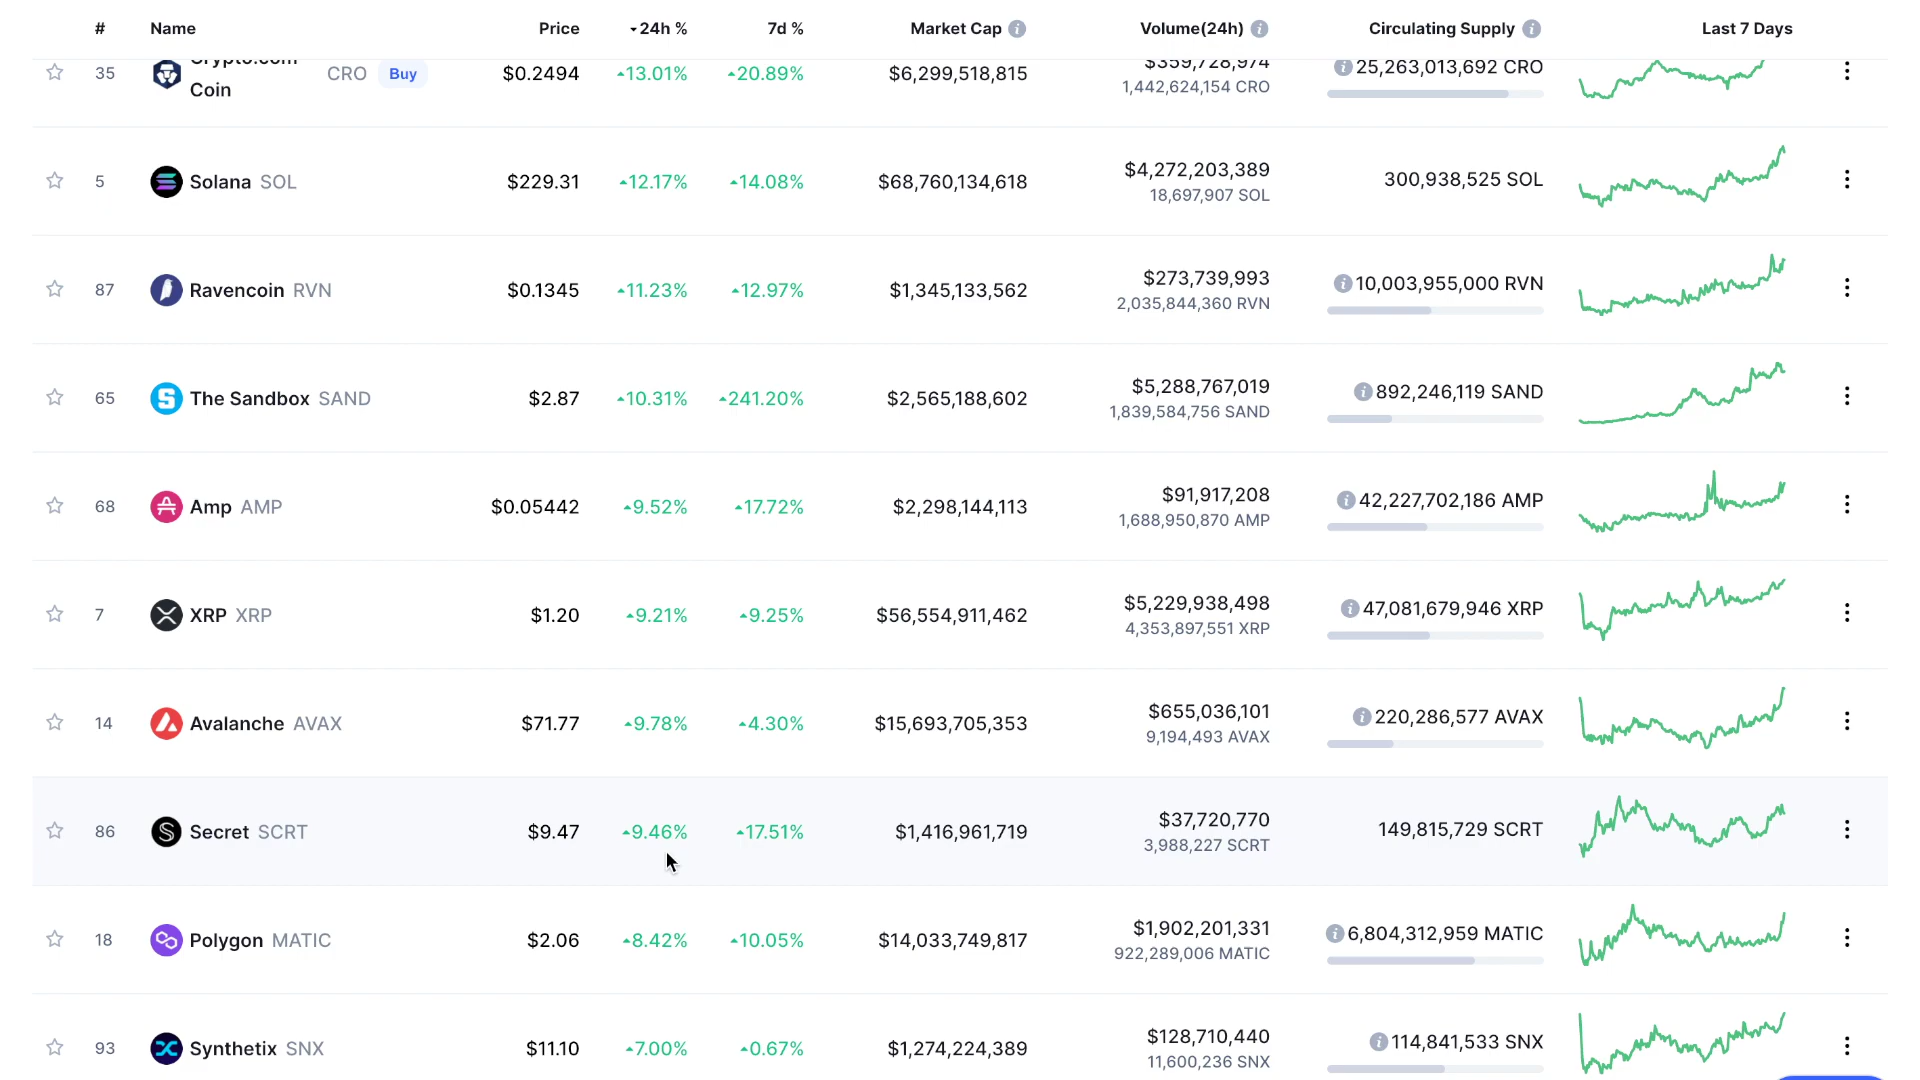 # Name Price 24h % 7d % Market Cap Volume(24h) Circulating Supply Last 7 Days
35 Crypto.com Coin CRO Buy $0.2494 13.01% 20.89% $6,299,518,815 $359,728,974 25,263,013,692 CRO
1,442,624,154 CRO
5 Solana SOL $229.31 12.17% 14.08% $68,760,134,618 $4,272,203,389 300,938,525 SOL
18,697,907 SOL
87 Ravencoin RVN $0.1345 11.23% 12.97% $1,345,133,562 $273,739,993 10,003,955,000 RVN
2,035,844,360 RVN
65 The Sandbox SAND $2.87 10.31% 241.20% $2,565,188,602 $5,288,767,019 892,246,119 SAND
1,839,584,756 SAND
68 Amp AMP $0.05442 9.52% 17.72% $2,298,144,113 $91,917,208 42,227,702,186 AMP
1,688,950,870 AMP
7 XRP XRP $1.20 9.21% 9.25% $56,554,911,462 $5,229,938,498 47,081,679,946 XRP
4,353,897,551 XRP
14 Avalanche AVAX $71.77 9.78% 4.30% $15,693,705,353 $655,036,101 220,286,577 AVAX
9,194,493 AVAX
86 Secret SCRT $9.47 9.46% 17.51% $1,416,961,719 $37,720,770 149,815,729 SCRT
3,988,227 SCRT
18 Polygon MATIC $2.06 8.42% 10.05% $14,033,749,817 $1,902,201,331 6,804,312,959 MATIC
922,289,006 MATIC
93 Synthetix SNX $11.10 7.00% 0.67% $1,274,224,389 $128,710,440 114,841,533 SNX
11,600,236 SNX